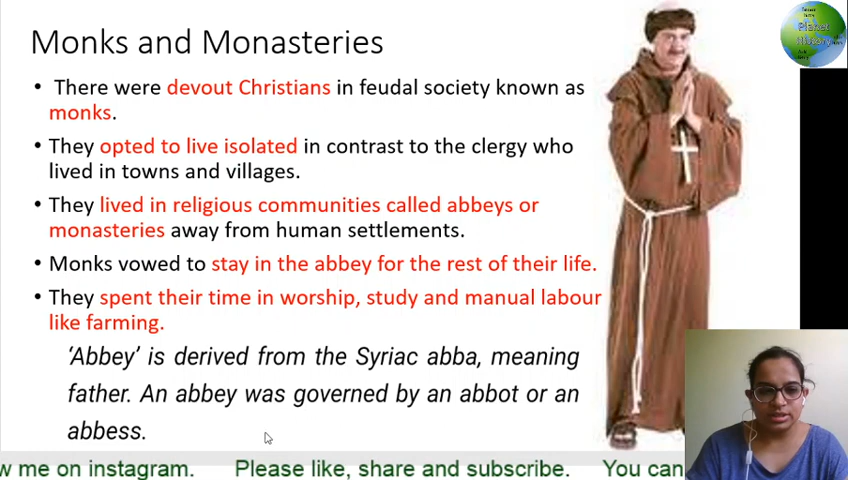 Monks and Monasteries
• There were devout Christians in feudal society known as
monks.
• They opted to live isolated in contrast to the clergy who
lived in towns and villages.
• They lived in religious communities called abbeys or
monasteries away from human settlements.
• Monks vowed to stay in the abbey for the rest of their life.
• They spent their time in worship, study and manual labour
like farming.
‘Abbey’ is derived from the Syriac abba, meaning
father. An abbey was governed by an abbot or an
abbess.
w me on instagram. Please like, share and subscribe. You can
Planet
History